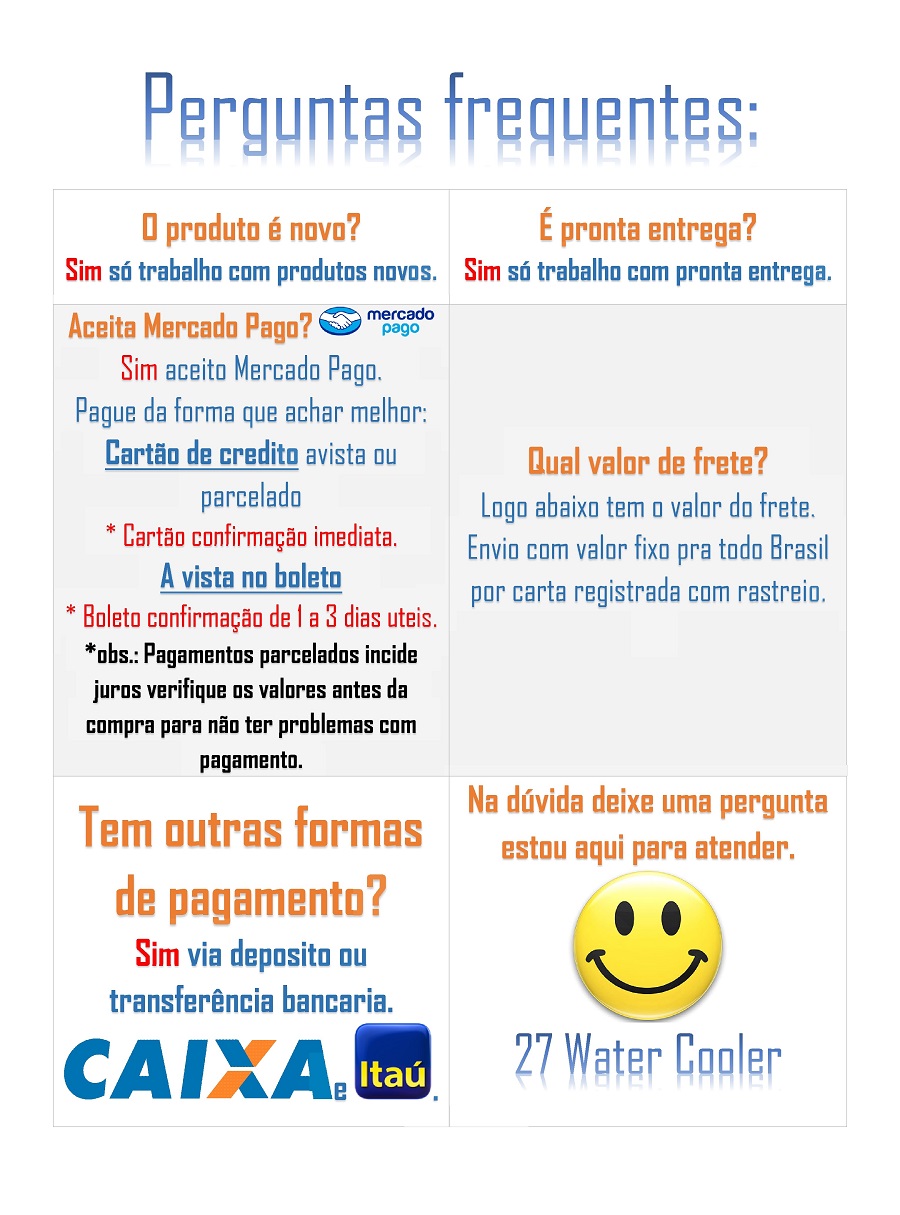 Perguntas frequentes:
O produto é novo?
Sim só trabalho com produtos novos.
É pronta entrega?
Sim só trabalho com pronta entrega.
Aceita Mercado Pago? mercado pago
Sim aceito Mercado Pago.
Pague da forma que achar melhor:
Cartão de credito avista ou
parcelado
* Cartão confirmação imediata.
A vista no boleto
* Boleto confirmação de 1 a 3 dias uteis.
*obs.: Pagamentos parcelados incide
juros verifique os valores antes da
compra para não ter problemas com
pagamento.
Qual valor de frete?
Logo abaixo tem o valor do frete.
Envio com valor fixo pra todo Brasil
por carta registrada com rastreio.
Tem outras formas
de pagamento?
Sim via deposito ou
transferência bancaria.
CAIXA e Itaú.
Na dúvida deixe uma pergunta
estou aqui para atender.
27 Water Cooler